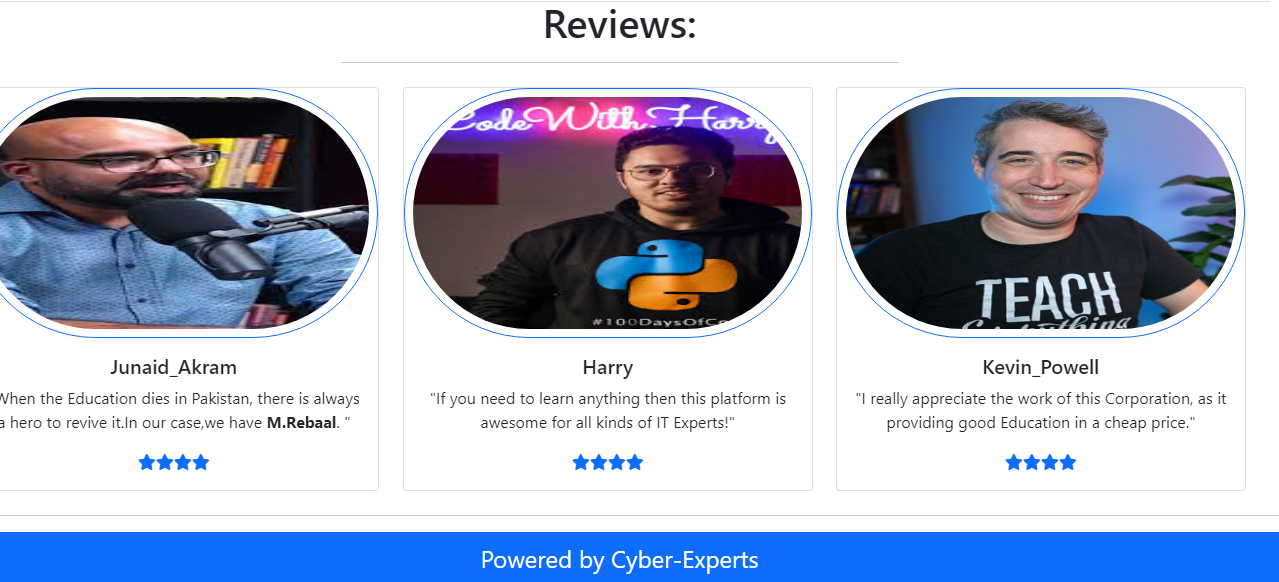 Reviews:
CodeWith Harry
TEACH
#100DaysOfCo
Junaid_Akram
Harry
Kevin_Powell
When the Education dies in Pakistan, there is always
a hero to revive it.In our case,we have M.Rebaal. "
"If you need to learn anything then this platform is
awesome for all kinds of IT Experts!"
"I really appreciate the work of this Corporation, as it
providing good Education in a cheap price."
Powered by Cyber-Experts